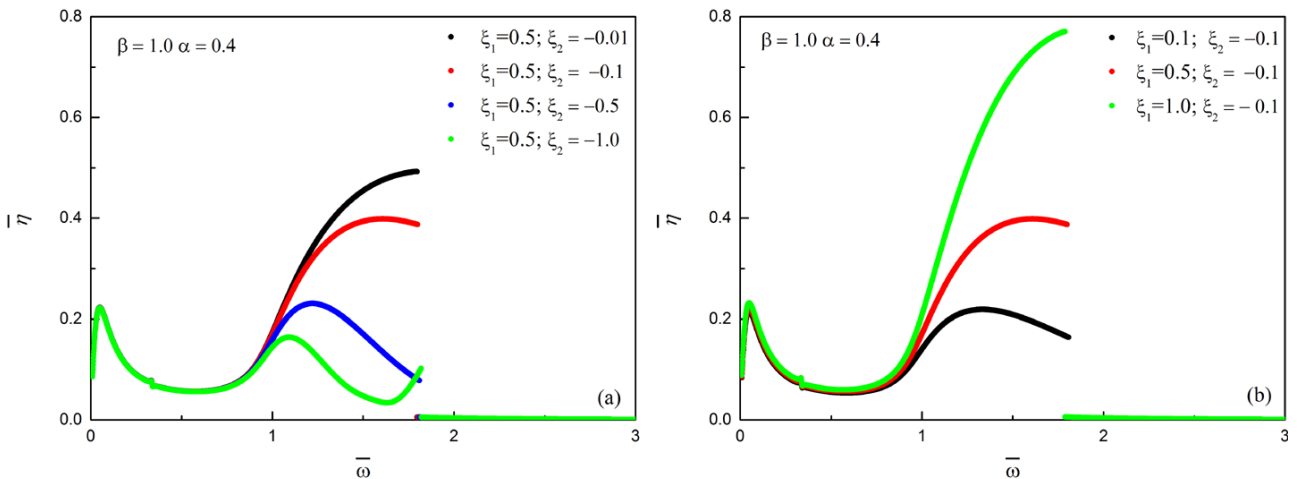 β = 1.0 α = 0.4
ξ₁=0.5; ξ₂ = −0.01
ξ₁=0.5; ξ₂ = −0.1
ξ₁=0.5; ξ₂ = −0.5
ξ₁=0.5; ξ₂ = −1.0
0.8
0.6
0.4
0.2
0.0
η̅
(a)
0 1 2 3
ω̅
β = 1.0 α = 0.4
ξ₁=0.1; ξ₂ = −0.1
ξ₁=0.5; ξ₂ = −0.1
ξ₁=1.0; ξ₂ = − 0.1
0.8
0.6
0.4
0.2
0.0
η̅
(b)
0 1 2 3
ω̅